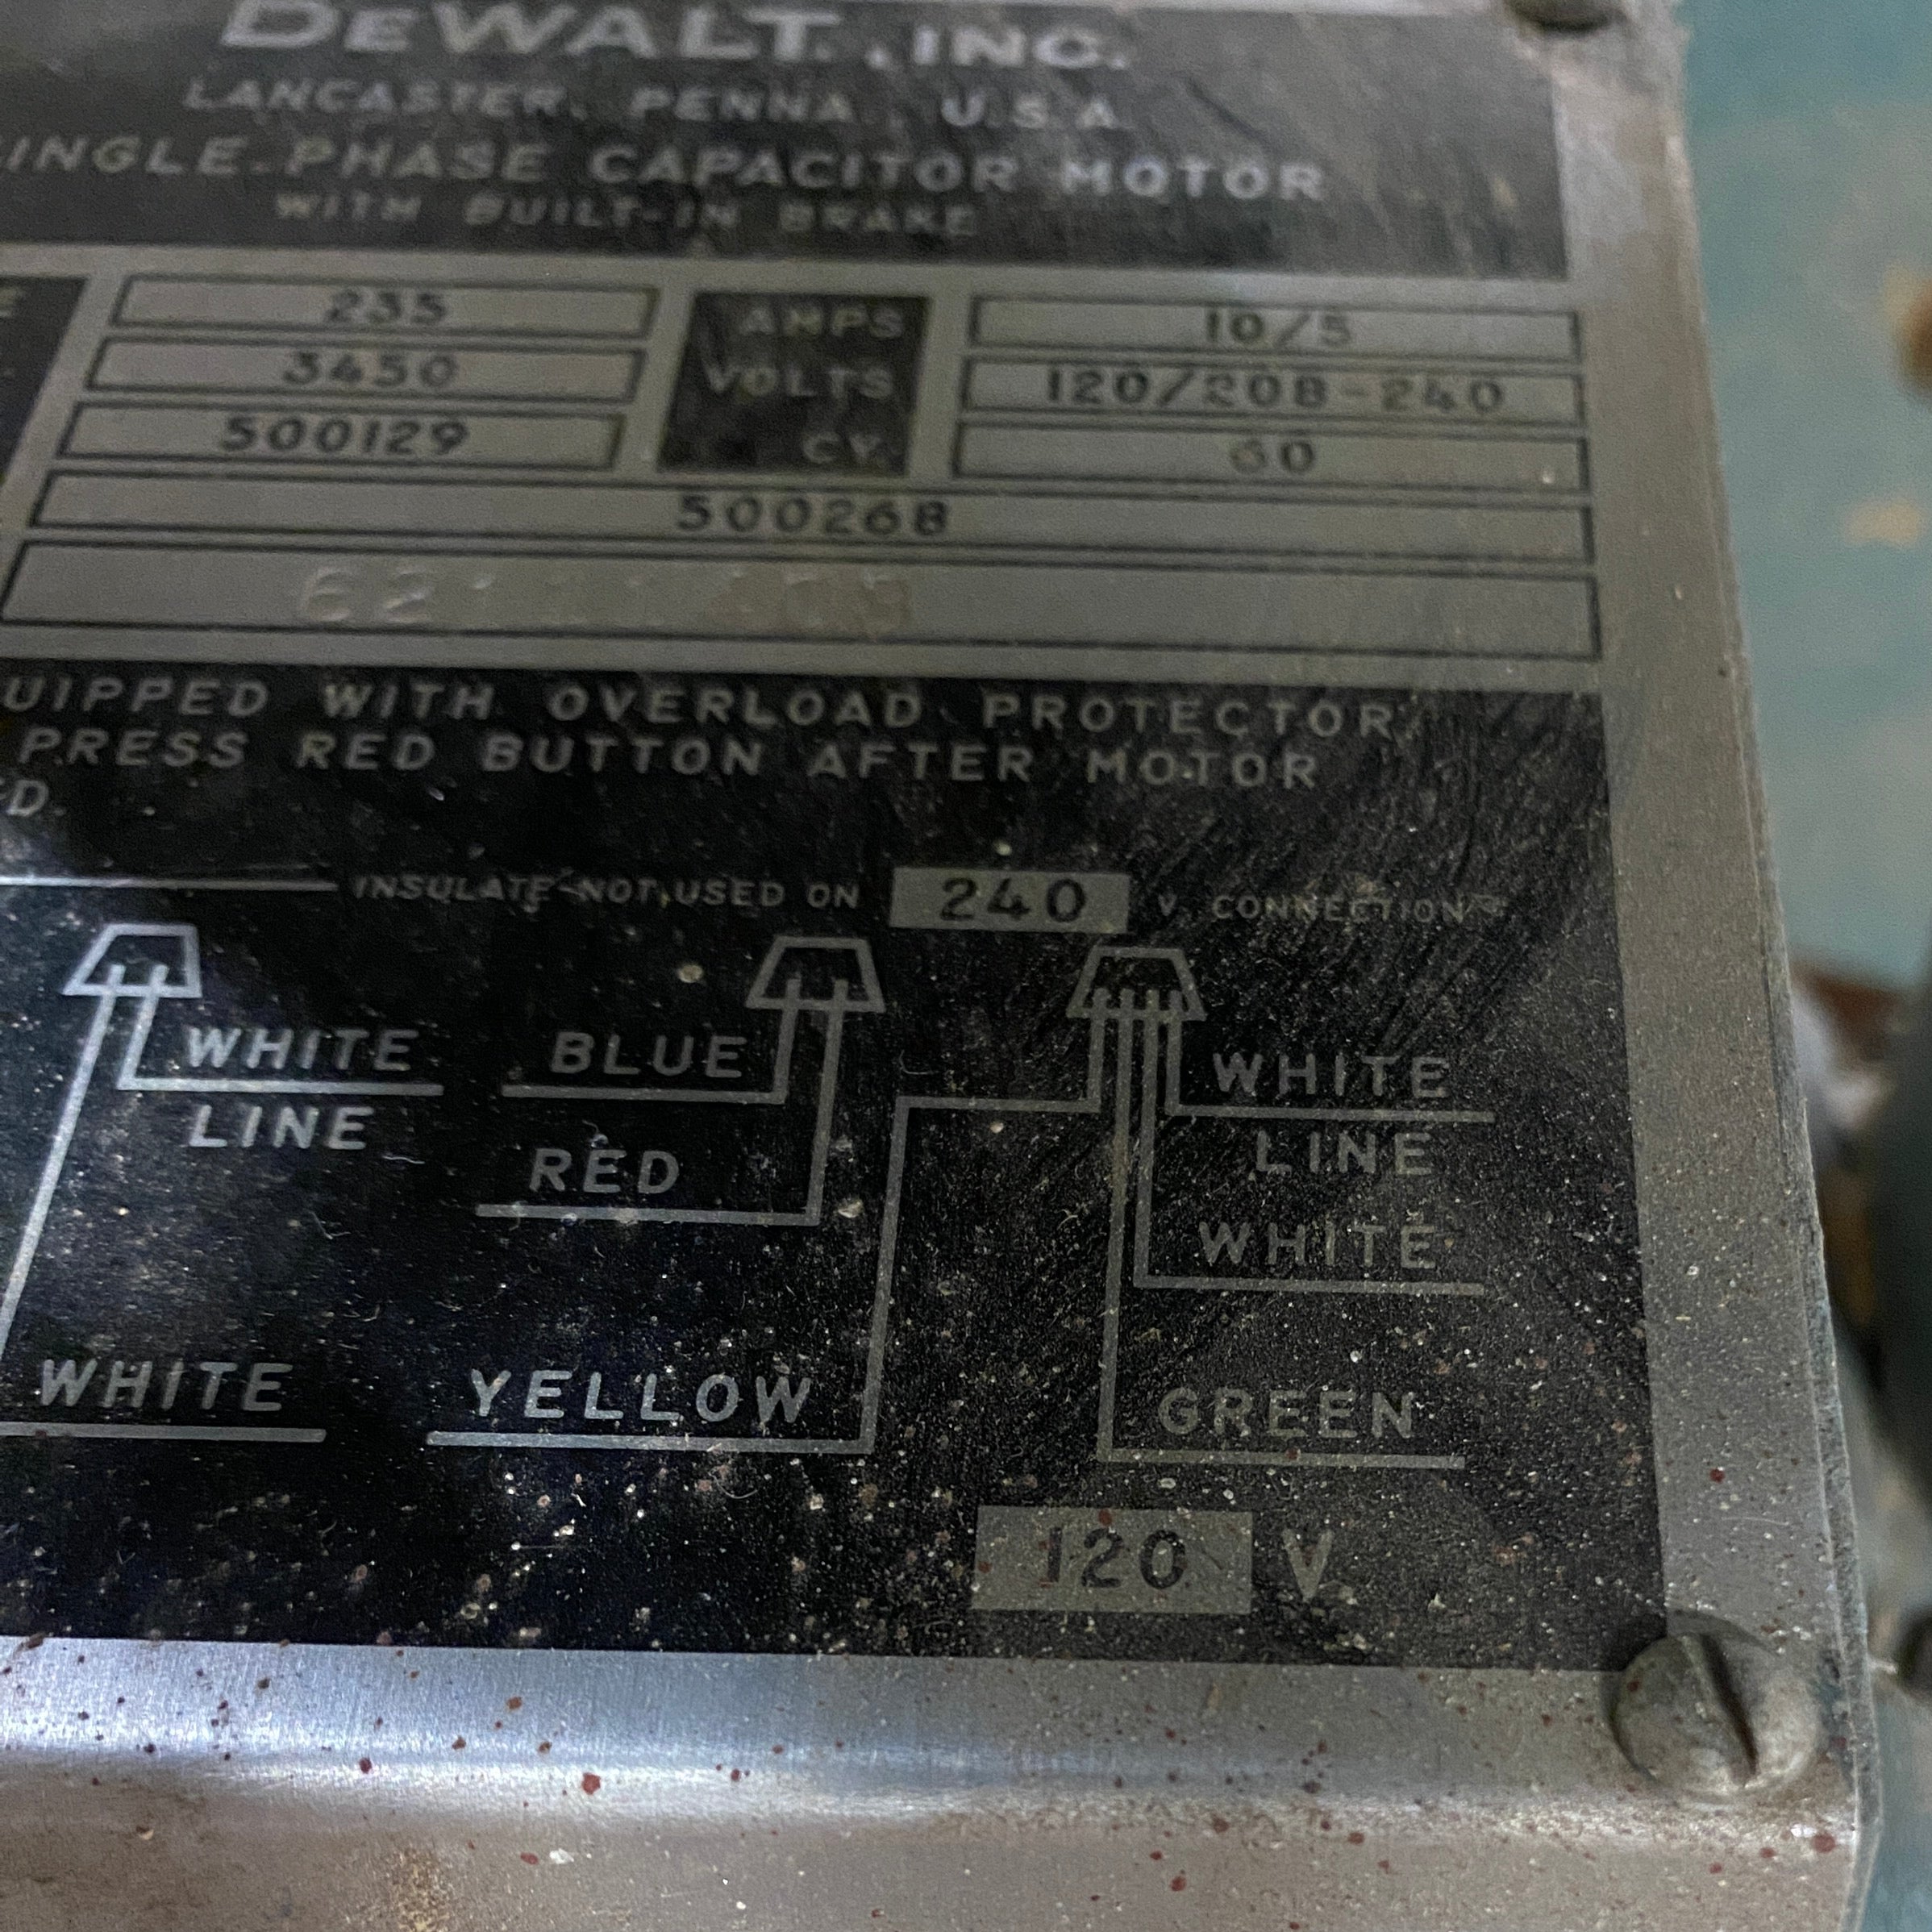 DEWALT, INC.
LANCASTER, PENNA., U.S.A.
INGLE-PHASE CAPACITOR MOTOR
WITH BUILT-IN BRAKE
E 235 AMPS 10/5
3450 VOLTS 120/208-240
500129 CY. 60
500268
UIPPED WITH OVERLOAD PROTECTOR
PRESS RED BUTTON AFTER MOTOR
D.
INSULATE-NOT USED ON 240 V. CONNECTION
WHITE BLUE WHITE
LINE RED LINE
WHITE
WHITE YELLOW GREEN
120 V.